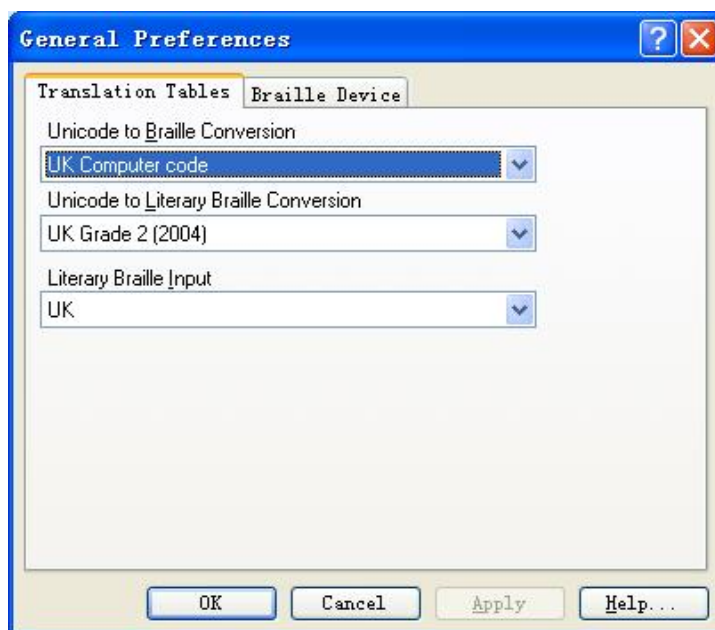 General Preferences
Translation Tables Braille Device
Unicode to Braille Conversion
UK Computer code
Unicode to Literary Braille Conversion
UK Grade 2 (2004)
Literary Braille Input
UK
OK Cancel Apply Help...